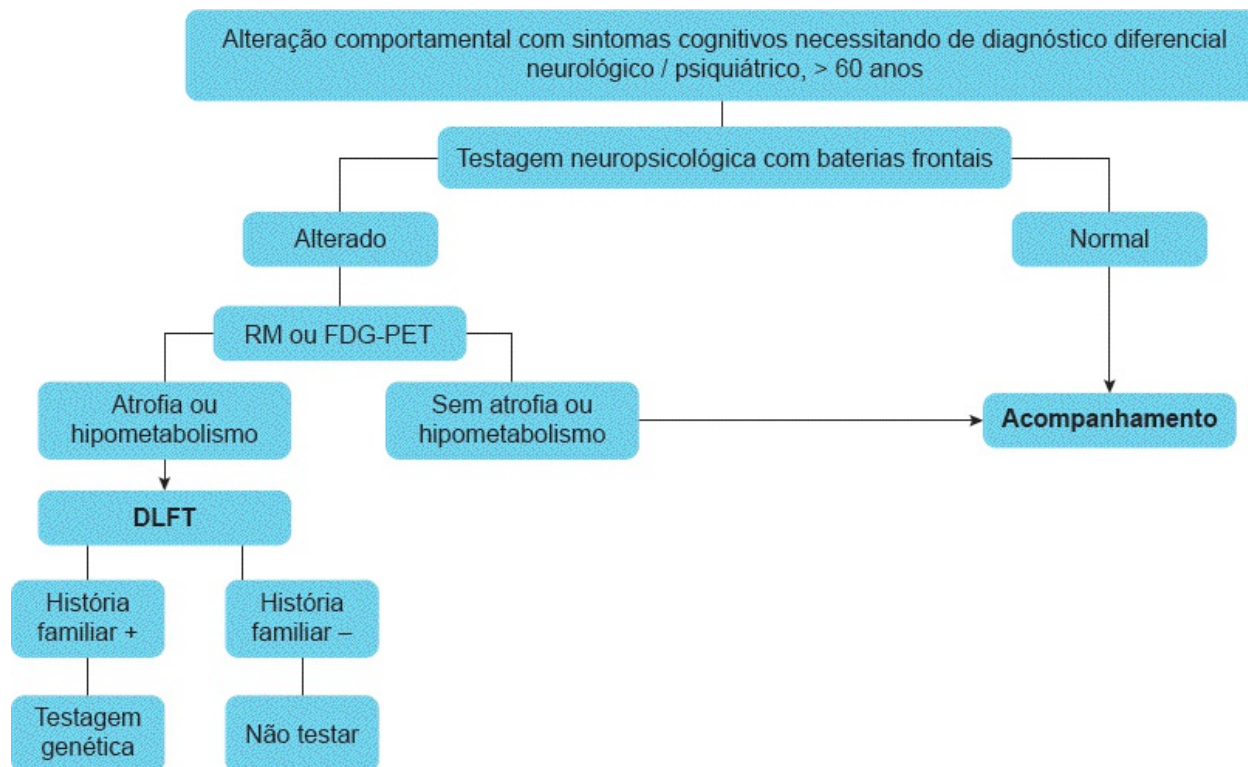 Alteração comportamental com sintomas cognitivos necessitando de diagnóstico diferencial
neurológico / psiquiátrico, > 60 anos
Testagem neuropsicológica com baterias frontais
Alterado
Normal
RM ou FDG-PET
Atrofia ou
hipometabolismo
Sem atrofia ou
hipometabolismo
Acompanhamento
DLFT
História
familiar +
História
familiar –
Testagem
genética
Não testar